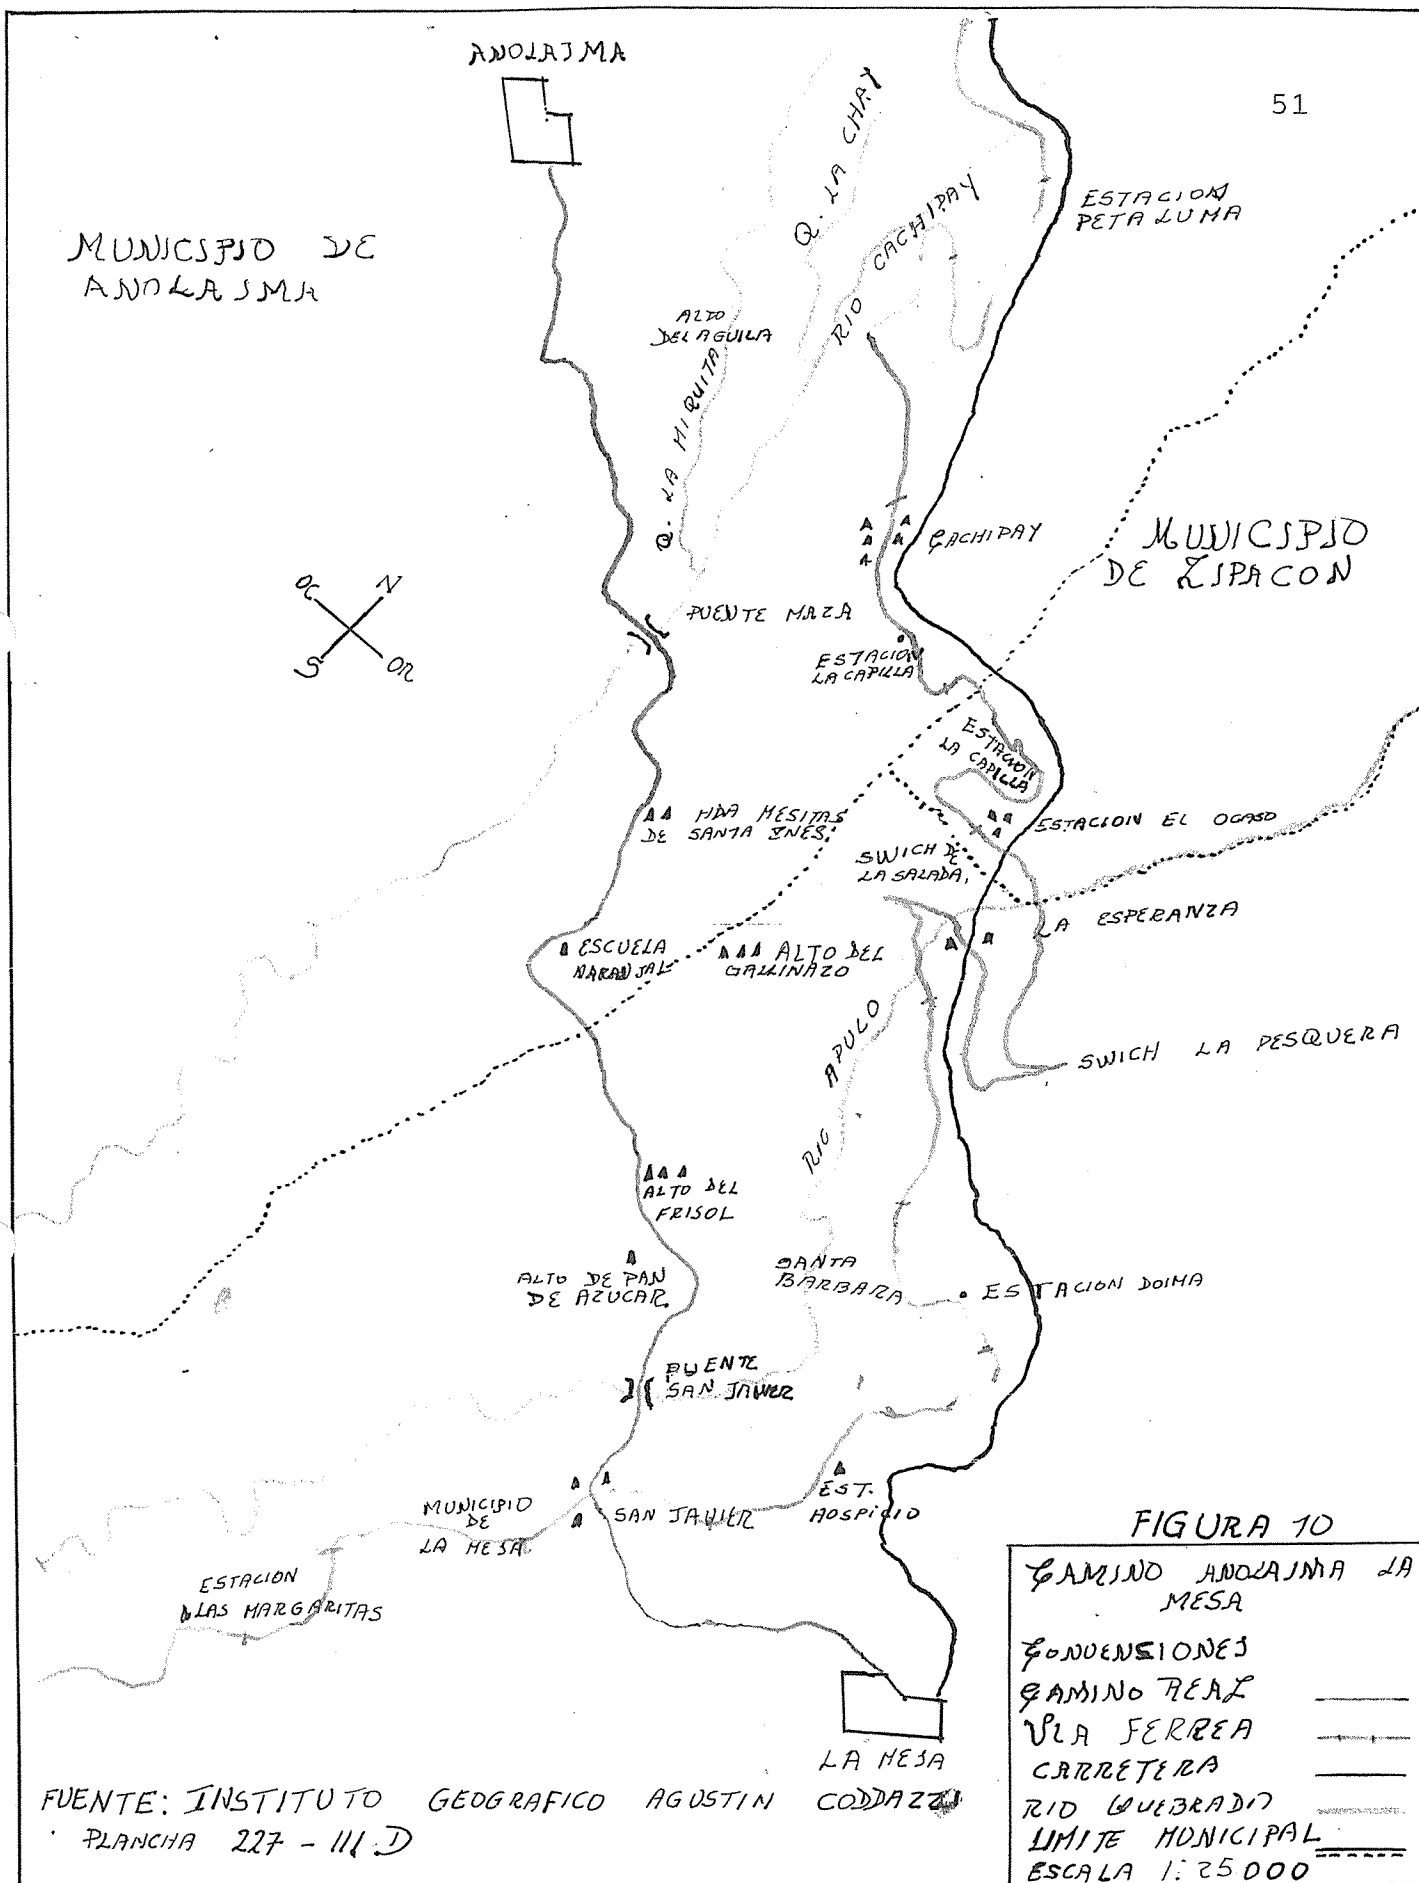 ANOLAIMA
51
MUNICIPIO DE
ANOLAIMA
Q. LA CHAY
RIO CACHIPAY
ESTACION
PETALUMA
ALTO
DEL AGUILA
Q. LA MIQUITA
CACHIPAY
MUNICIPIO
DE ZIPACON
OC N
S OR
PUENTE MAZA
ESTACION
LA CAPILLA
ESTACION
LA CAPILLA
HDA MESITAS
DE SANTA INES
ESTACION EL OCASO
SWICH DE
LA SALADA
LA ESPERANZA
ESCUELA
NARANJAL
ALTO DEL
GALLINAZO
RIO APULO
SWICH LA PESQUERA
ALTO DEL
FRISOL
ALTO DE PAN
DE AZUCAR
SANTA
BARBARA
ESTACION DOIMA
PUENTE
SAN JAVIER
MUNICIPIO
DE
LA MESA
SAN JAVIER
EST.
HOSPICIO
ESTACION
LAS MARGARITAS
LA MESA
FIGURA 10
CAMINO ANOLAIMA LA
MESA
CONVENSIONES
CAMINO REAL
VIA FERREA
CARRETERA
RIO QUEBRADA
LIMITE MUNICIPAL
ESCALA 1:25000
FUENTE: INSTITUTO GEOGRAFICO AGUSTIN CODDAZZI
PLANCHA 227 - III D